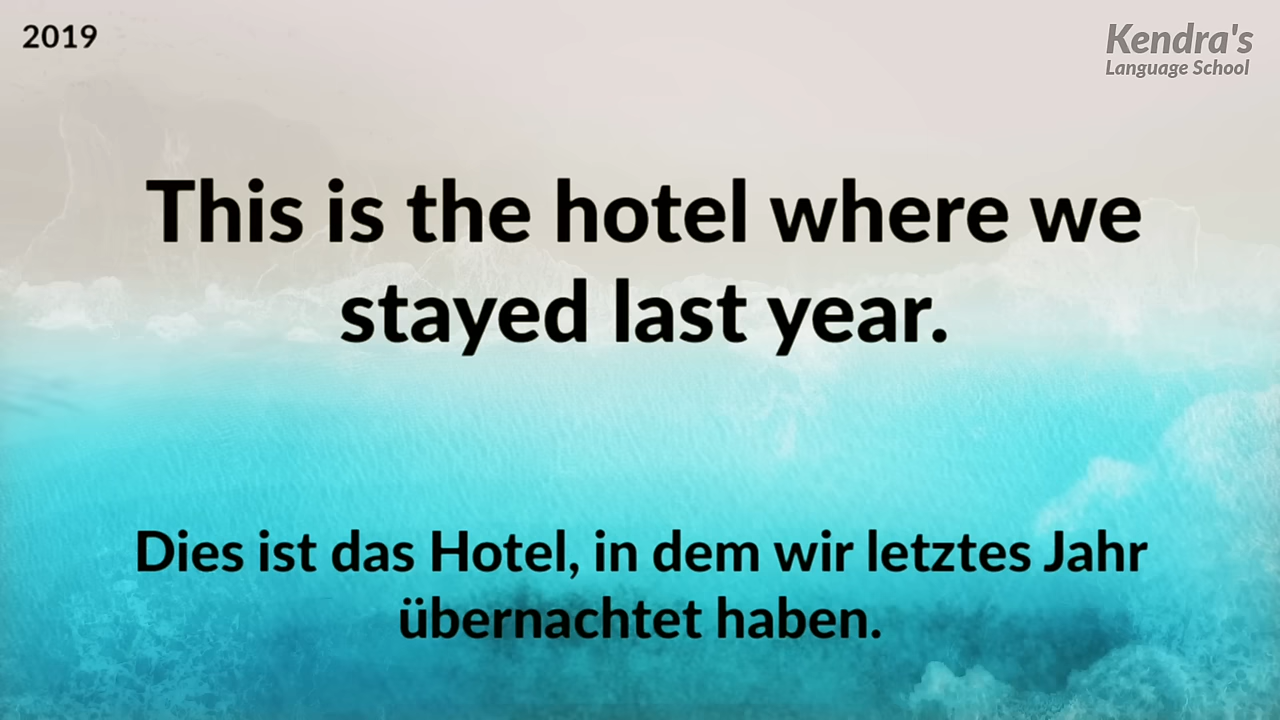 2019
Kendra's
Language School
This is the hotel where we
stayed last year.
Dies ist das Hotel, in dem wir letztes Jahr
übernachtet haben.